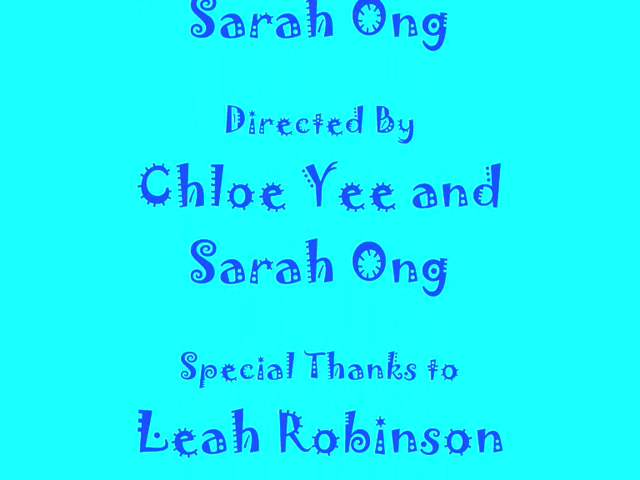 Sarah Ong
Directed By
Chloe Yee and
Sarah Ong
Special Thanks to
Leah Robinson